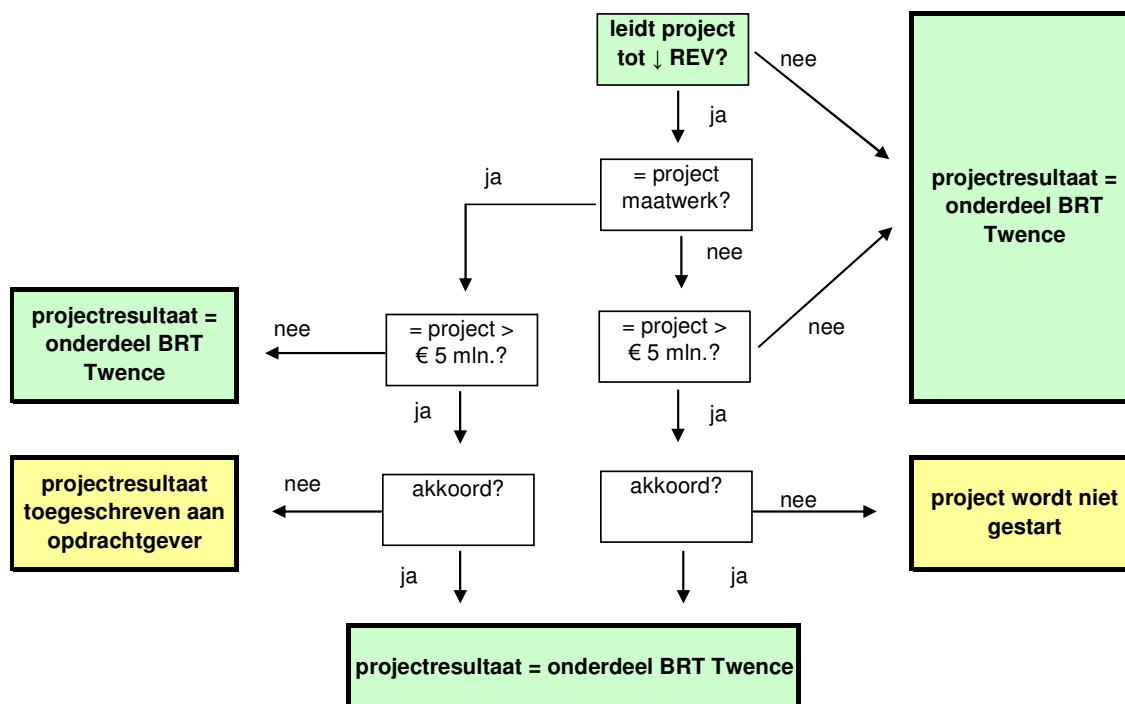 leidt project
tot ↓ REV?
nee
ja
= project
maatwerk?
ja
nee
projectresultaat =
onderdeel BRT
Twence
projectresultaat =
onderdeel BRT
Twence
nee
= project >
€ 5 mln.?
= project >
€ 5 mln.?
nee
ja
ja
projectresultaat
toegeschreven aan
opdrachtgever
nee
akkoord?
akkoord?
nee
project wordt niet
gestart
ja
ja
projectresultaat = onderdeel BRT Twence